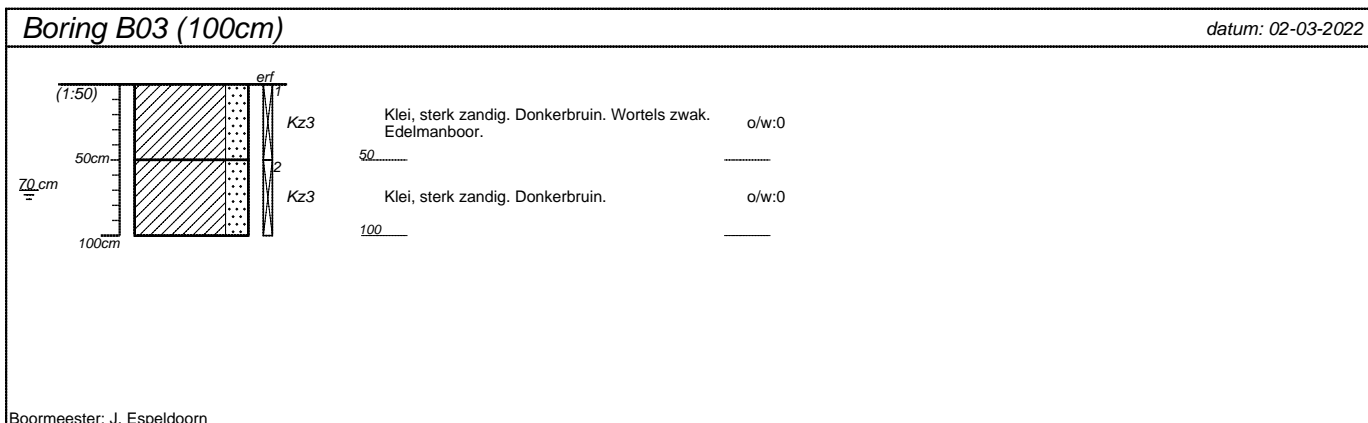 Boring B03 (100cm)
datum: 02-03-2022
erf
(1:50)
1
Kz3
Klei, sterk zandig. Donkerbruin. Wortels zwak.
Edelmanboor.
o/w:0
50cm
50
2
70 cm
Kz3
Klei, sterk zandig. Donkerbruin.
o/w:0
100cm
100
Boormeester: J. Espeldoorn